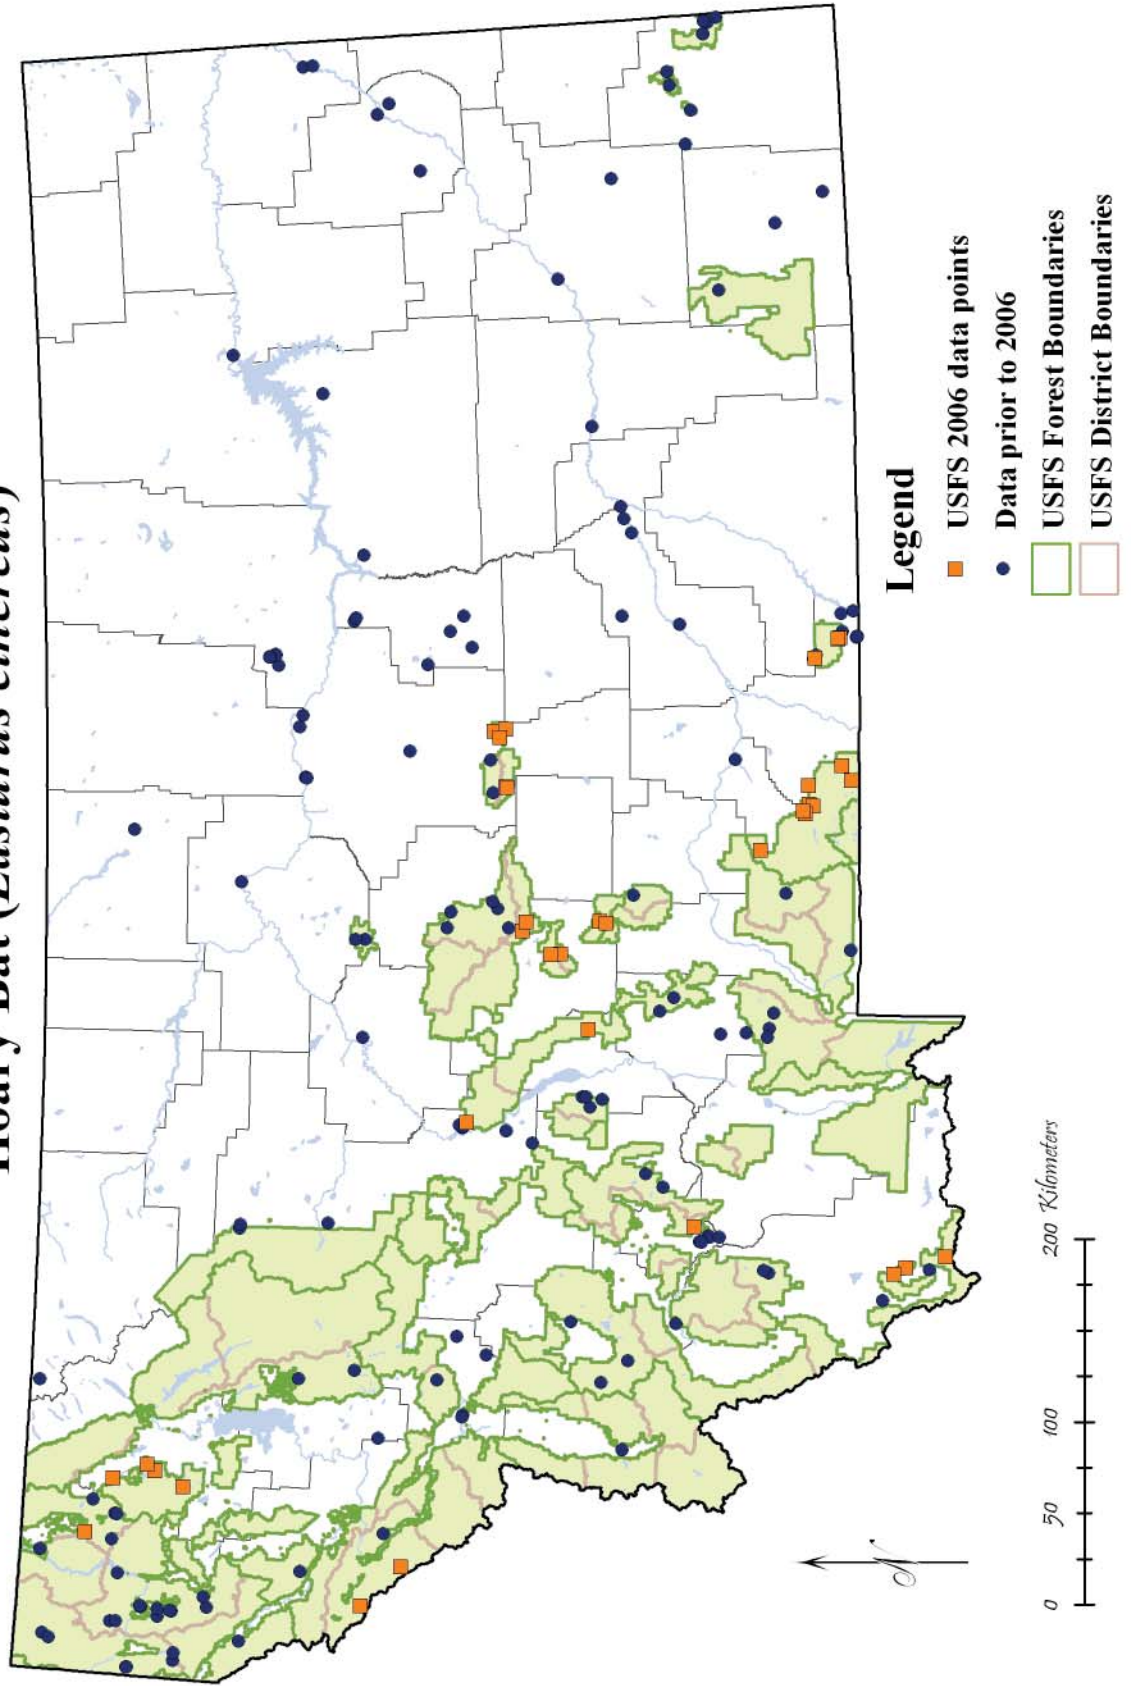 Hoary Bat (Lasiurus cinereus)
Legend
USFS 2006 data points
Data prior to 2006
USFS Forest Boundaries
USFS District Boundaries
N
0 50 100 200 Kilometers